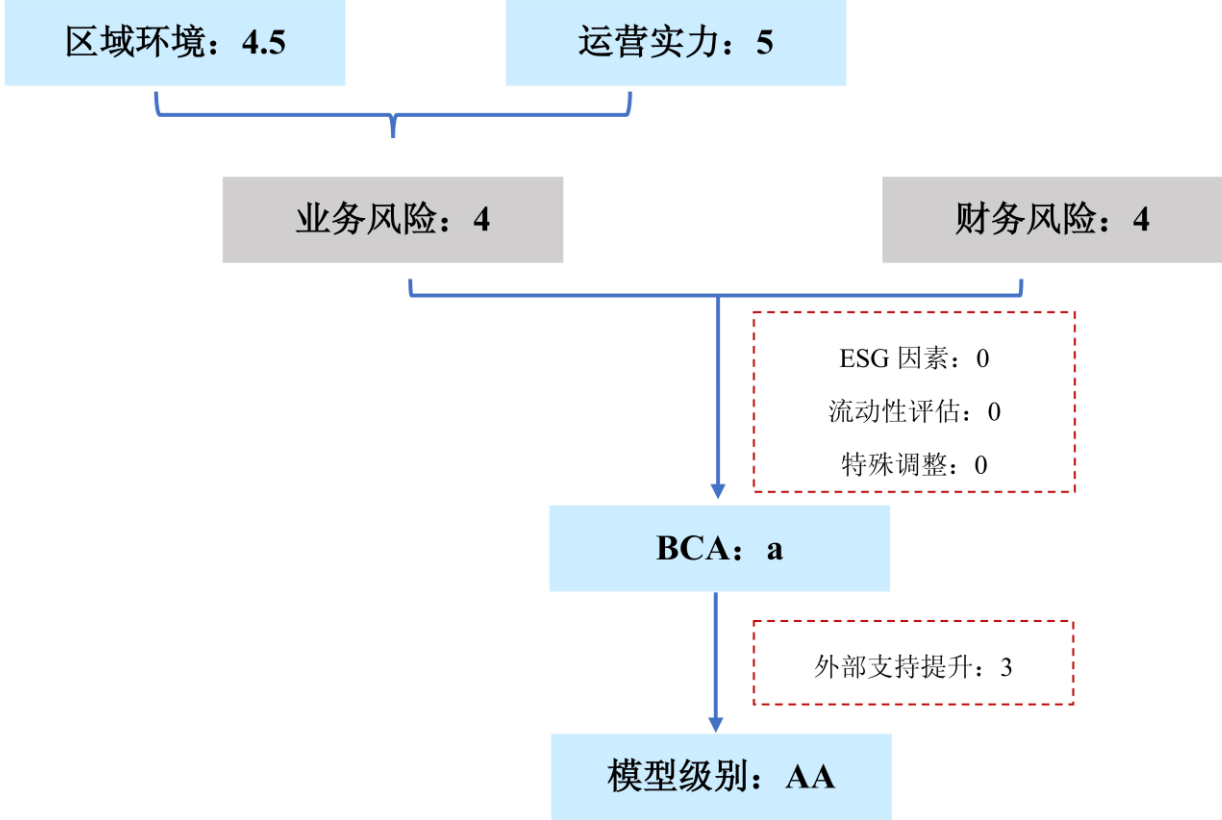 区域环境：4.5
运营实力：5
业务风险：4
财务风险：4
ESG 因素：0
流动性评估：0
特殊调整：0
BCA：a
外部支持提升：3
模型级别：AA